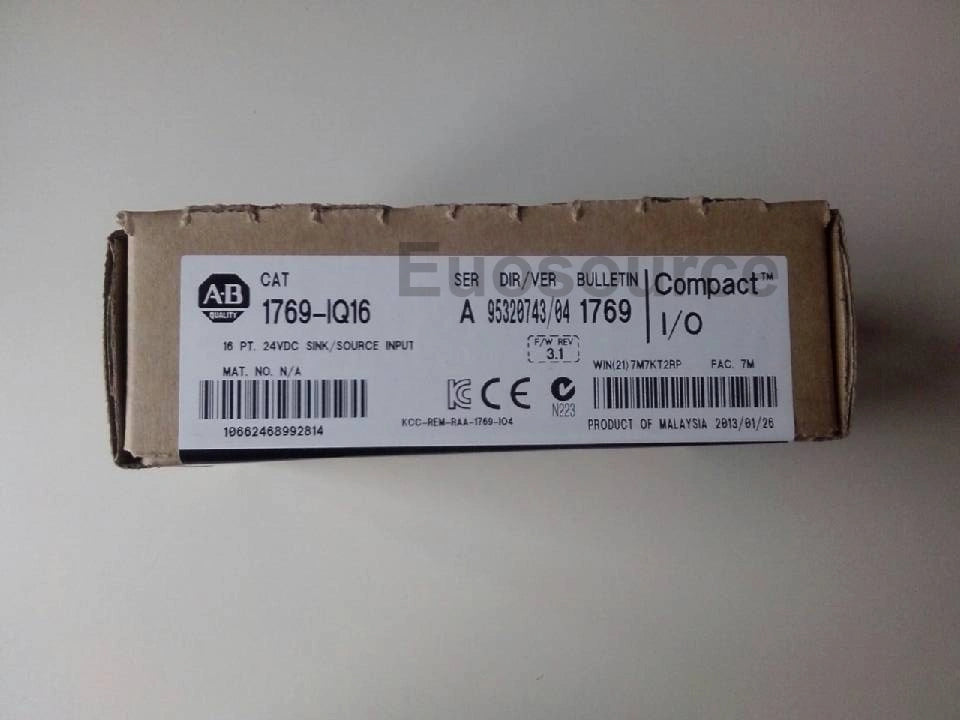 Euosource
A-B
QUALITY
CAT
1769-IQ16
SER DIR/VER BULLETIN
A 95320743/04 1769
Compact™
I/O
16 PT. 24VDC SINK/SOURCE INPUT
F/W REV
3.1
MAT. NO. N/A
WIN(21)7M7KT2RP FAC. 7M
10662468992814
KCC-REM-RAA-1769-IO4
CE
N223
PRODUCT OF MALAYSIA 2013/01/26